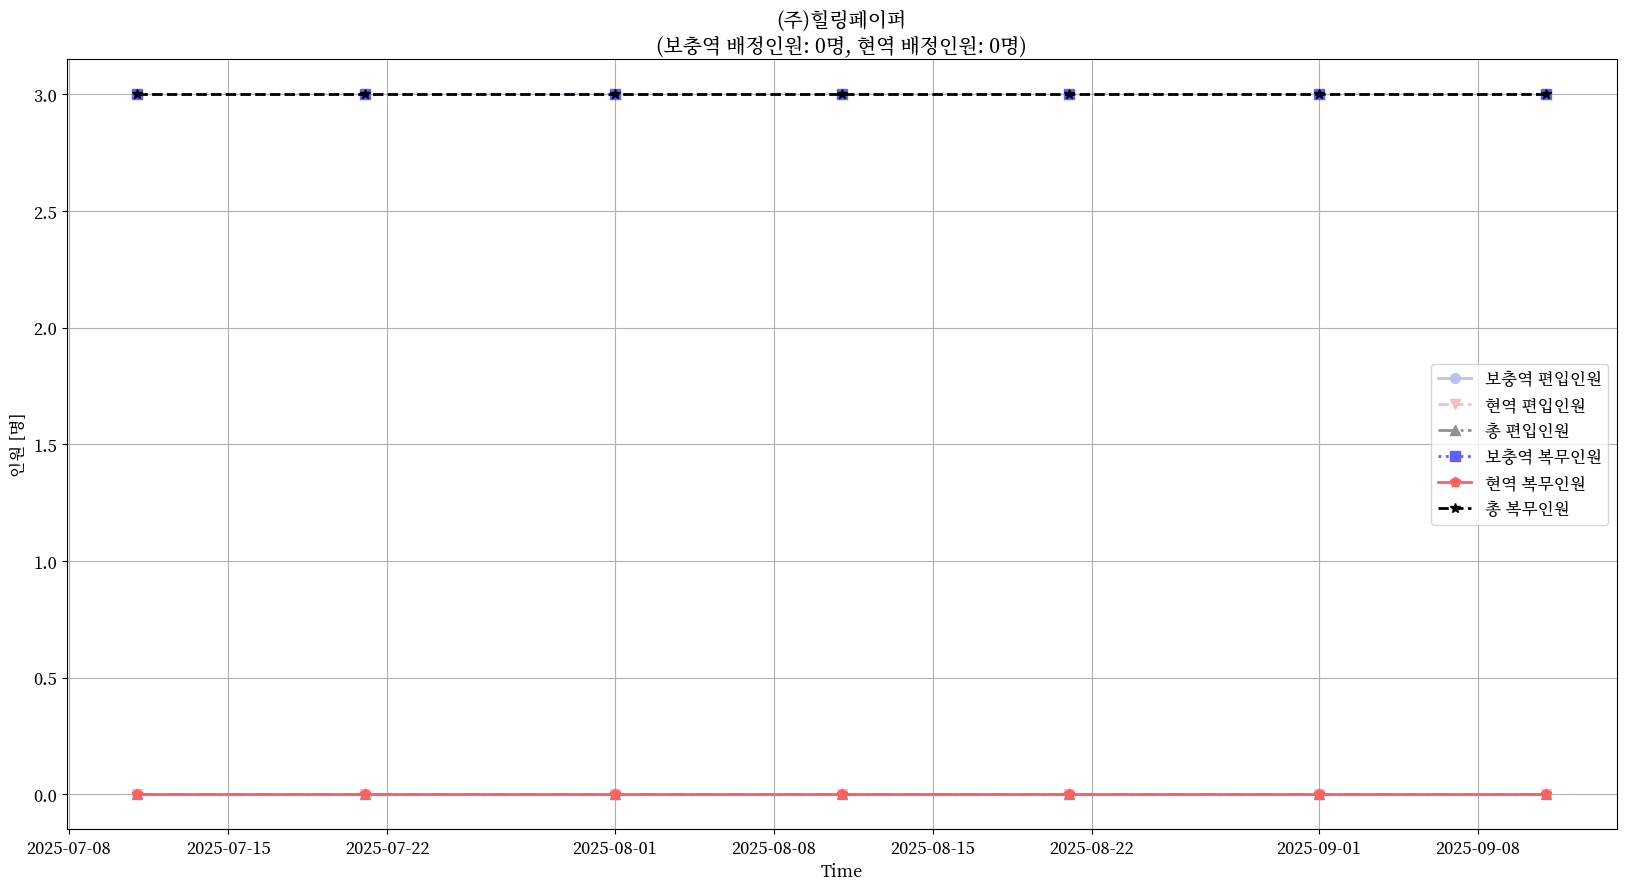 (주)힐링페이퍼
(보충역 배정인원: 0명, 현역 배정인원: 0명)
인원 [명]
3.0
2.5
2.0
1.5
1.0
0.5
0.0
보충역 편입인원
현역 편입인원
총 편입인원
보충역 복무인원
현역 복무인원
총 복무인원
2025-07-08 2025-07-15 2025-07-22 2025-08-01 2025-08-08 2025-08-15 2025-08-22 2025-09-01 2025-09-08
Time